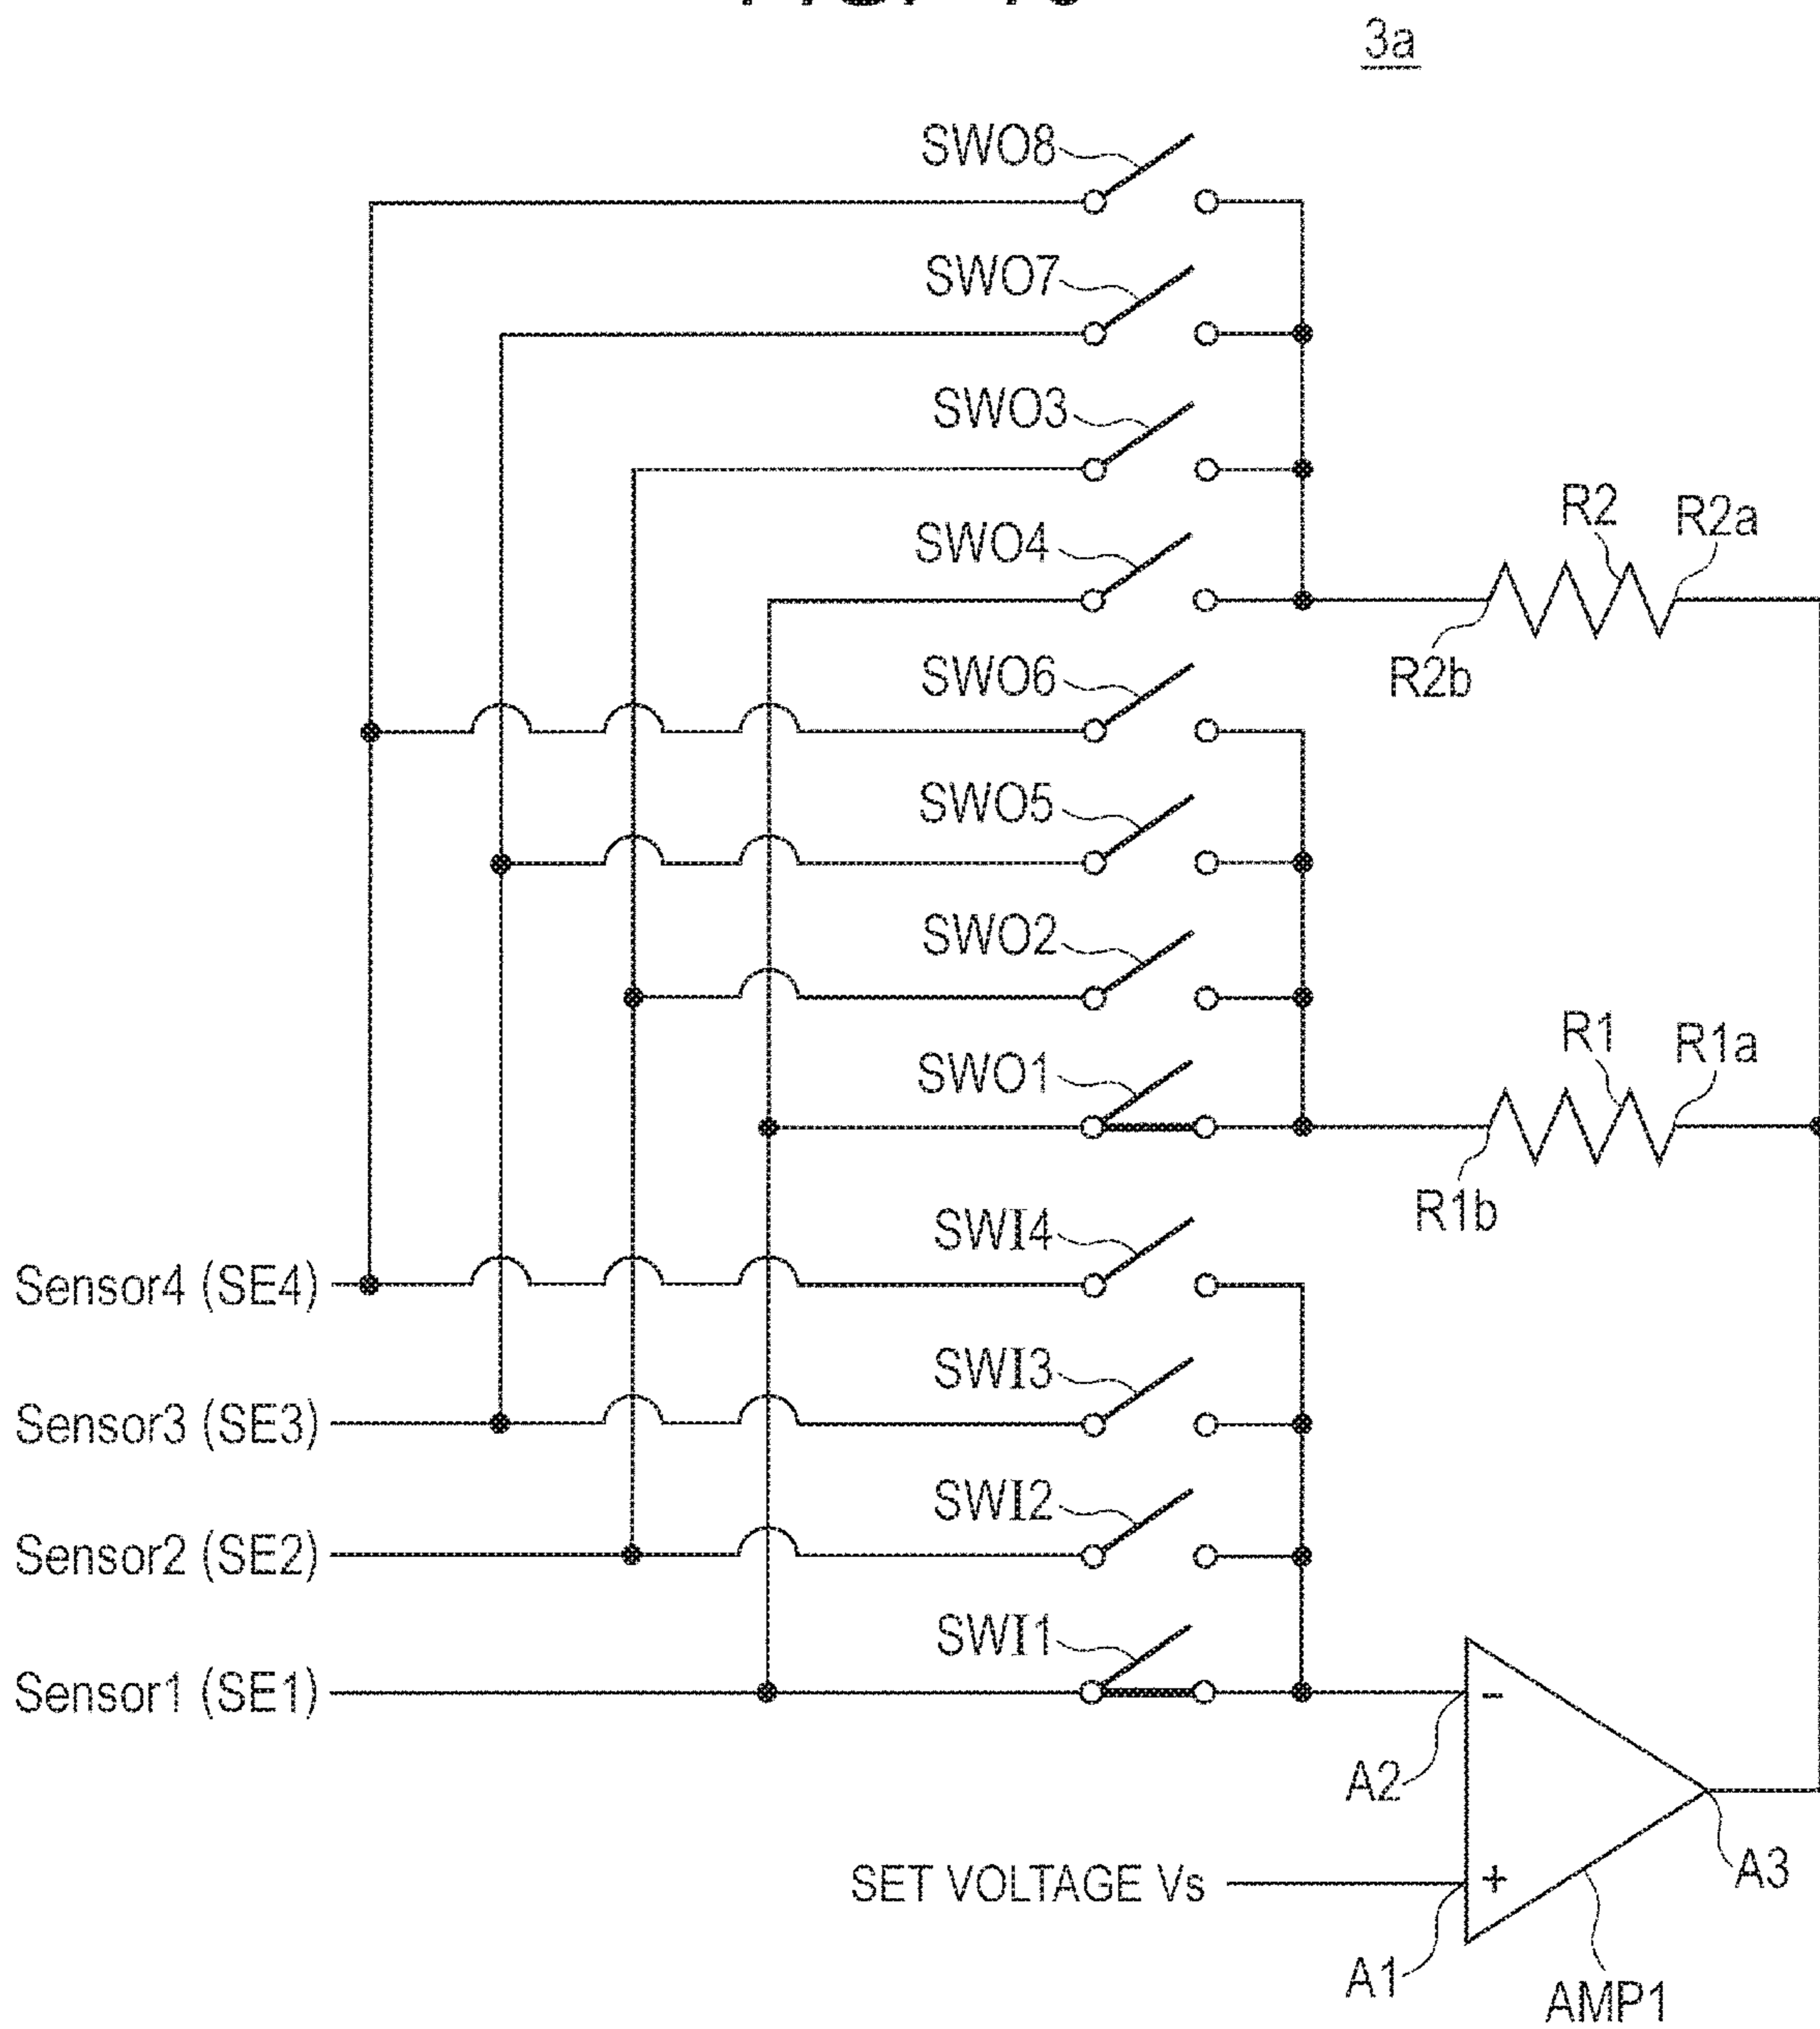 3a
SWO8
SWO7
SWO3
SWO4
R2
R2a
R2b
SWO6
SWO5
SWO2
SWO1
R1
R1a
R1b
SWI4
Sensor4 (SE4)
SWI3
Sensor3 (SE3)
SWI2
Sensor2 (SE2)
SWI1
Sensor1 (SE1)
-
A2
SET VOLTAGE Vs
+
A3
A1
AMP1